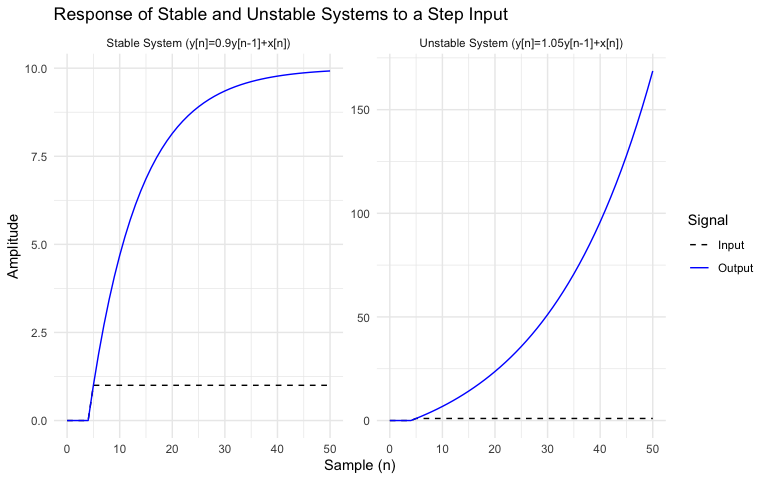 Response of Stable and Unstable Systems to a Step Input
Stable System (y[n]=0.9y[n-1]+x[n])
Unstable System (y[n]=1.05y[n-1]+x[n])
Amplitude
10.0
7.5
5.0
2.5
0.0
0 10 20 30 40 50
150
100
50
0
0 10 20 30 40 50
Sample (n)
Signal
Input
Output